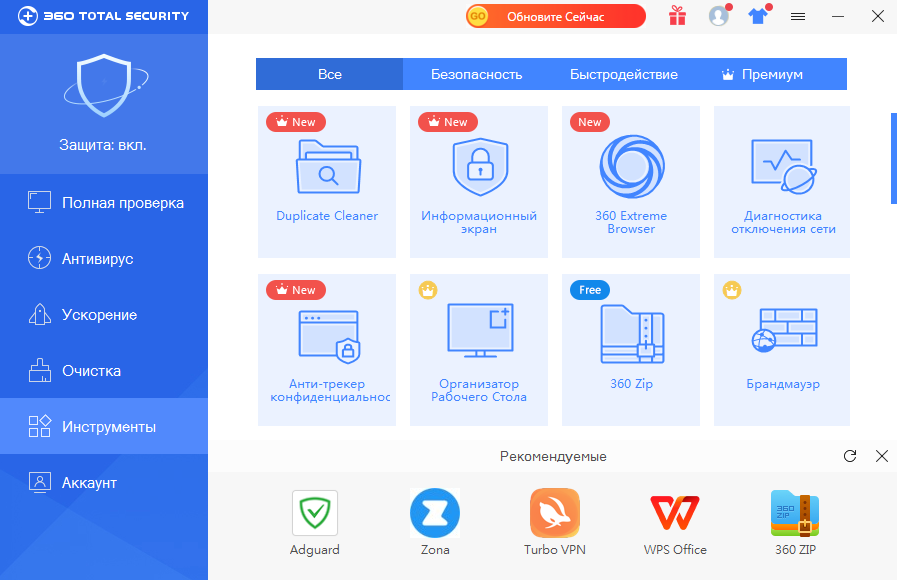 360 TOTAL SECURITY
GO Обновите Сейчас
Защита: вкл.
Полная проверка
Антивирус
Ускорение
Очистка
Инструменты
Аккаунт
Все Безопасность Быстродействие Премиум
New
Duplicate Cleaner
New
Информационный
экран
New
360 Extreme
Browser
Диагностика
отключения сети
New
Анти-трекер
конфиденциальнос
Организатор
Рабочего Стола
Free
360 Zip
Брандмауэр
Рекомендуемые
Adguard
Zona
Turbo VPN
WPS Office
360
ZIP
360 ZIP